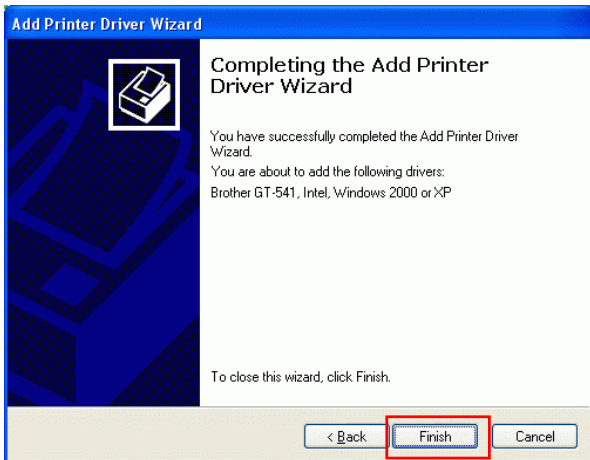 Add Printer Driver Wizard
Completing the Add Printer
Driver Wizard
You have successfully completed the Add Printer Driver
Wizard.
You are about to add the following drivers:
Brother GT-541, Intel, Windows 2000 or XP
To close this wizard, click Finish.
< Back Finish Cancel